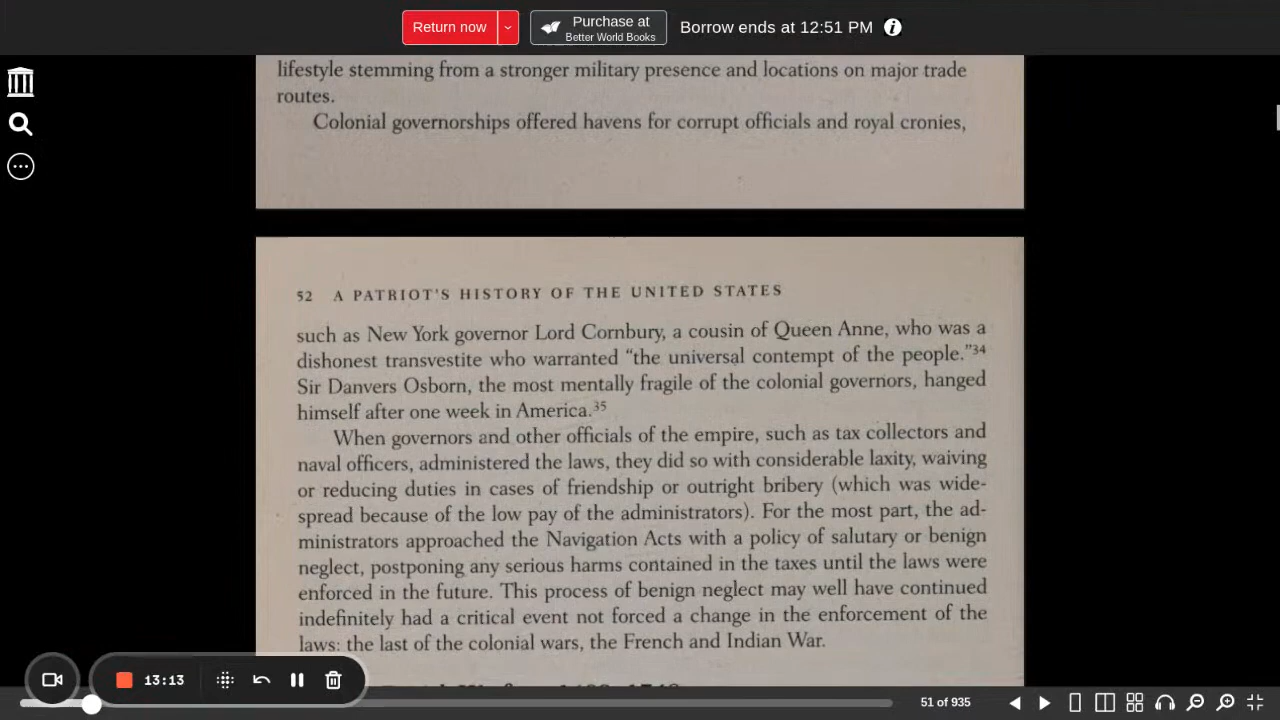 Return now
Purchase at
Better World Books
Borrow ends at 12:51 PM
lifestyle stemming from a stronger military presence and locations on major trade
routes.
Colonial governorships offered havens for corrupt officials and royal cronies,
52 A PATRIOT'S HISTORY OF THE UNITED STATES
such as New York governor Lord Cornbury, a cousin of Queen Anne, who was a
dishonest transvestite who warranted “the universal contempt of the people.”34
Sir Danvers Osborn, the most mentally fragile of the colonial governors, hanged
himself after one week in America.35
When governors and other officials of the empire, such as tax collectors and
naval officers, administered the laws, they did so with considerable laxity, waiving
or reducing duties in cases of friendship or outright bribery (which was wide-
spread because of the low pay of the administrators). For the most part, the ad-
ministrators approached the Navigation Acts with a policy of salutary or benign
neglect, postponing any serious harms contained in the taxes until the laws were
enforced in the future. This process of benign neglect may well have continued
indefinitely had a critical event not forced a change in the enforcement of the
laws: the last of the colonial wars, the French and Indian War.
13:13
51 of 935